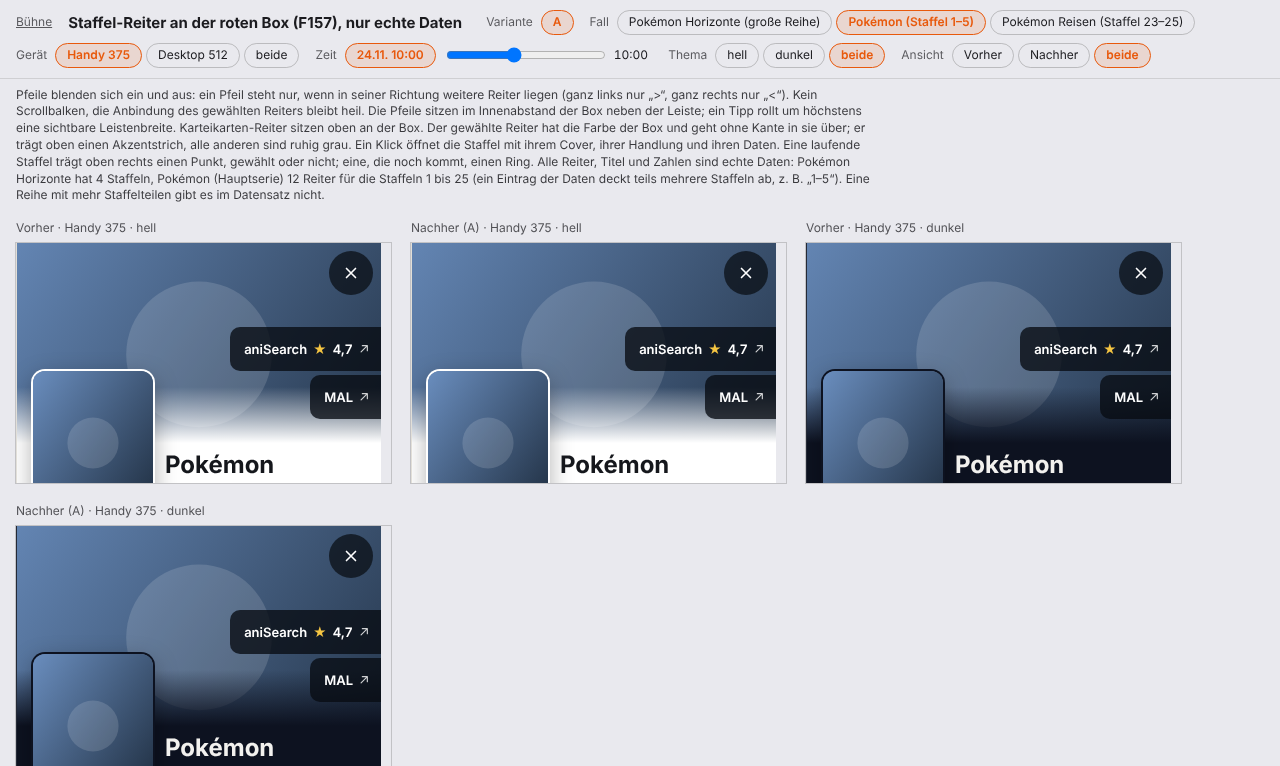 Bühne Staffel-Reiter an der roten Box (F157), nur echte Daten Variante A Fall Pokémon Horizonte (große Reihe) Pokémon (Staffel 1–5) Pokémon Reisen (Staffel 23–25)
Gerät Handy 375 Desktop 512 beide Zeit 24.11. 10:00 10:00 Thema hell dunkel beide Ansicht Vorher Nachher beide
Pfeile blenden sich ein und aus: ein Pfeil steht nur, wenn in seiner Richtung weitere Reiter liegen (ganz links nur „>“, ganz rechts nur „<“). Kein
Scrollbalken, die Anbindung des gewählten Reiters bleibt heil. Die Pfeile sitzen im Innenabstand der Box neben der Leiste; ein Tipp rollt um höchstens
eine sichtbare Leistenbreite. Karteikarten-Reiter sitzen oben an der Box. Der gewählte Reiter hat die Farbe der Box und geht ohne Kante in sie über; er
trägt oben einen Akzentstrich, alle anderen sind ruhig grau. Ein Klick öffnet die Staffel mit ihrem Cover, ihrer Handlung und ihren Daten. Eine laufende
Staffel trägt oben rechts einen Punkt, gewählt oder nicht; eine, die noch kommt, einen Ring. Alle Reiter, Titel und Zahlen sind echte Daten: Pokémon
Horizonte hat 4 Staffeln, Pokémon (Hauptserie) 12 Reiter für die Staffeln 1 bis 25 (ein Eintrag der Daten deckt teils mehrere Staffeln ab, z. B. „1–5“). Eine
Reihe mit mehr Staffelteilen gibt es im Datensatz nicht.
Vorher · Handy 375 · hell
aniSearch ★ 4,7 ↗
MAL ↗
Pokémon
Nachher (A) · Handy 375 · hell
aniSearch ★ 4,7 ↗
MAL ↗
Pokémon
Vorher · Handy 375 · dunkel
aniSearch ★ 4,7 ↗
MAL ↗
Pokémon
Nachher (A) · Handy 375 · dunkel
aniSearch ★ 4,7 ↗
MAL ↗
Pokémon